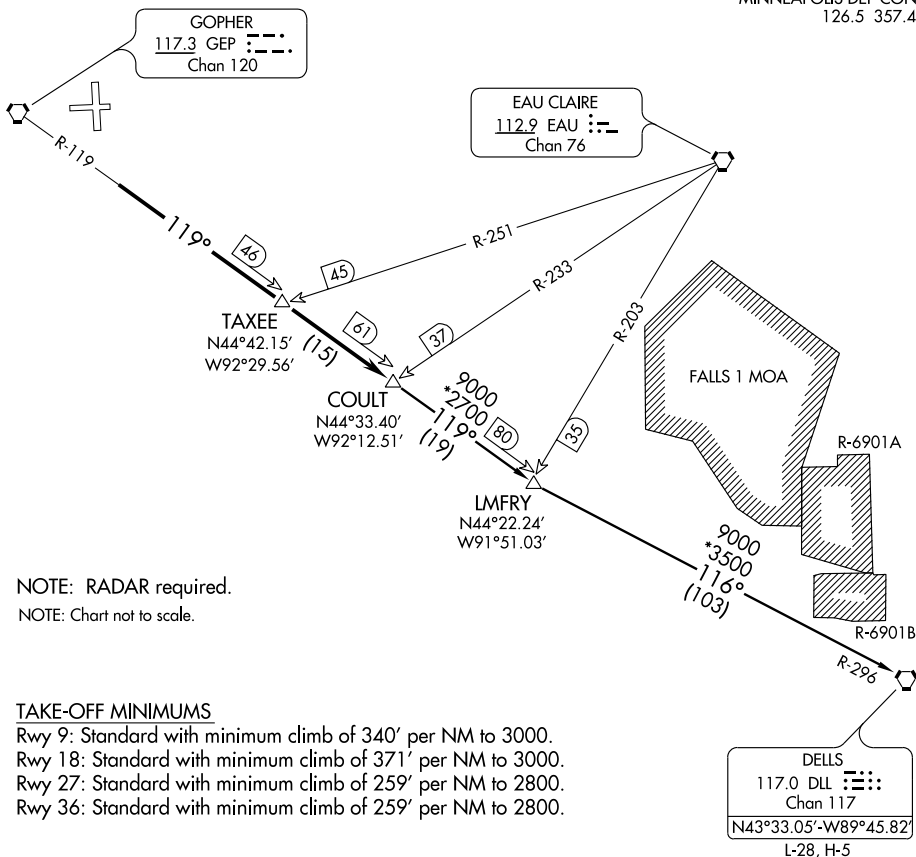 MINNEAPOLIS DEP CON
126.5 357.4
GOPHER
117.3 GEP
Chan 120
EAU CLAIRE
112.9 EAU
Chan 76
R-119
119°
46
45
R-251
R-233
R-203
TAXEE
N44°42.15′
W92°29.56′
(15)
61
37
COULT
N44°33.40′
W92°12.51′
9000
*2700
119°
(19)
80
35
LMFRY
N44°22.24′
W91°51.03′
FALLS 1 MOA
R-6901A
R-6901B
9000
*3500
116°
(103)
R-296
NOTE: RADAR required.
NOTE: Chart not to scale.
TAKE-OFF MINIMUMS
Rwy 9: Standard with minimum climb of 340′ per NM to 3000.
Rwy 18: Standard with minimum climb of 371′ per NM to 3000.
Rwy 27: Standard with minimum climb of 259′ per NM to 2800.
Rwy 36: Standard with minimum climb of 259′ per NM to 2800.
DELLS
117.0 DLL
Chan 117
N43°33.05′-W89°45.82′
L-28, H-5